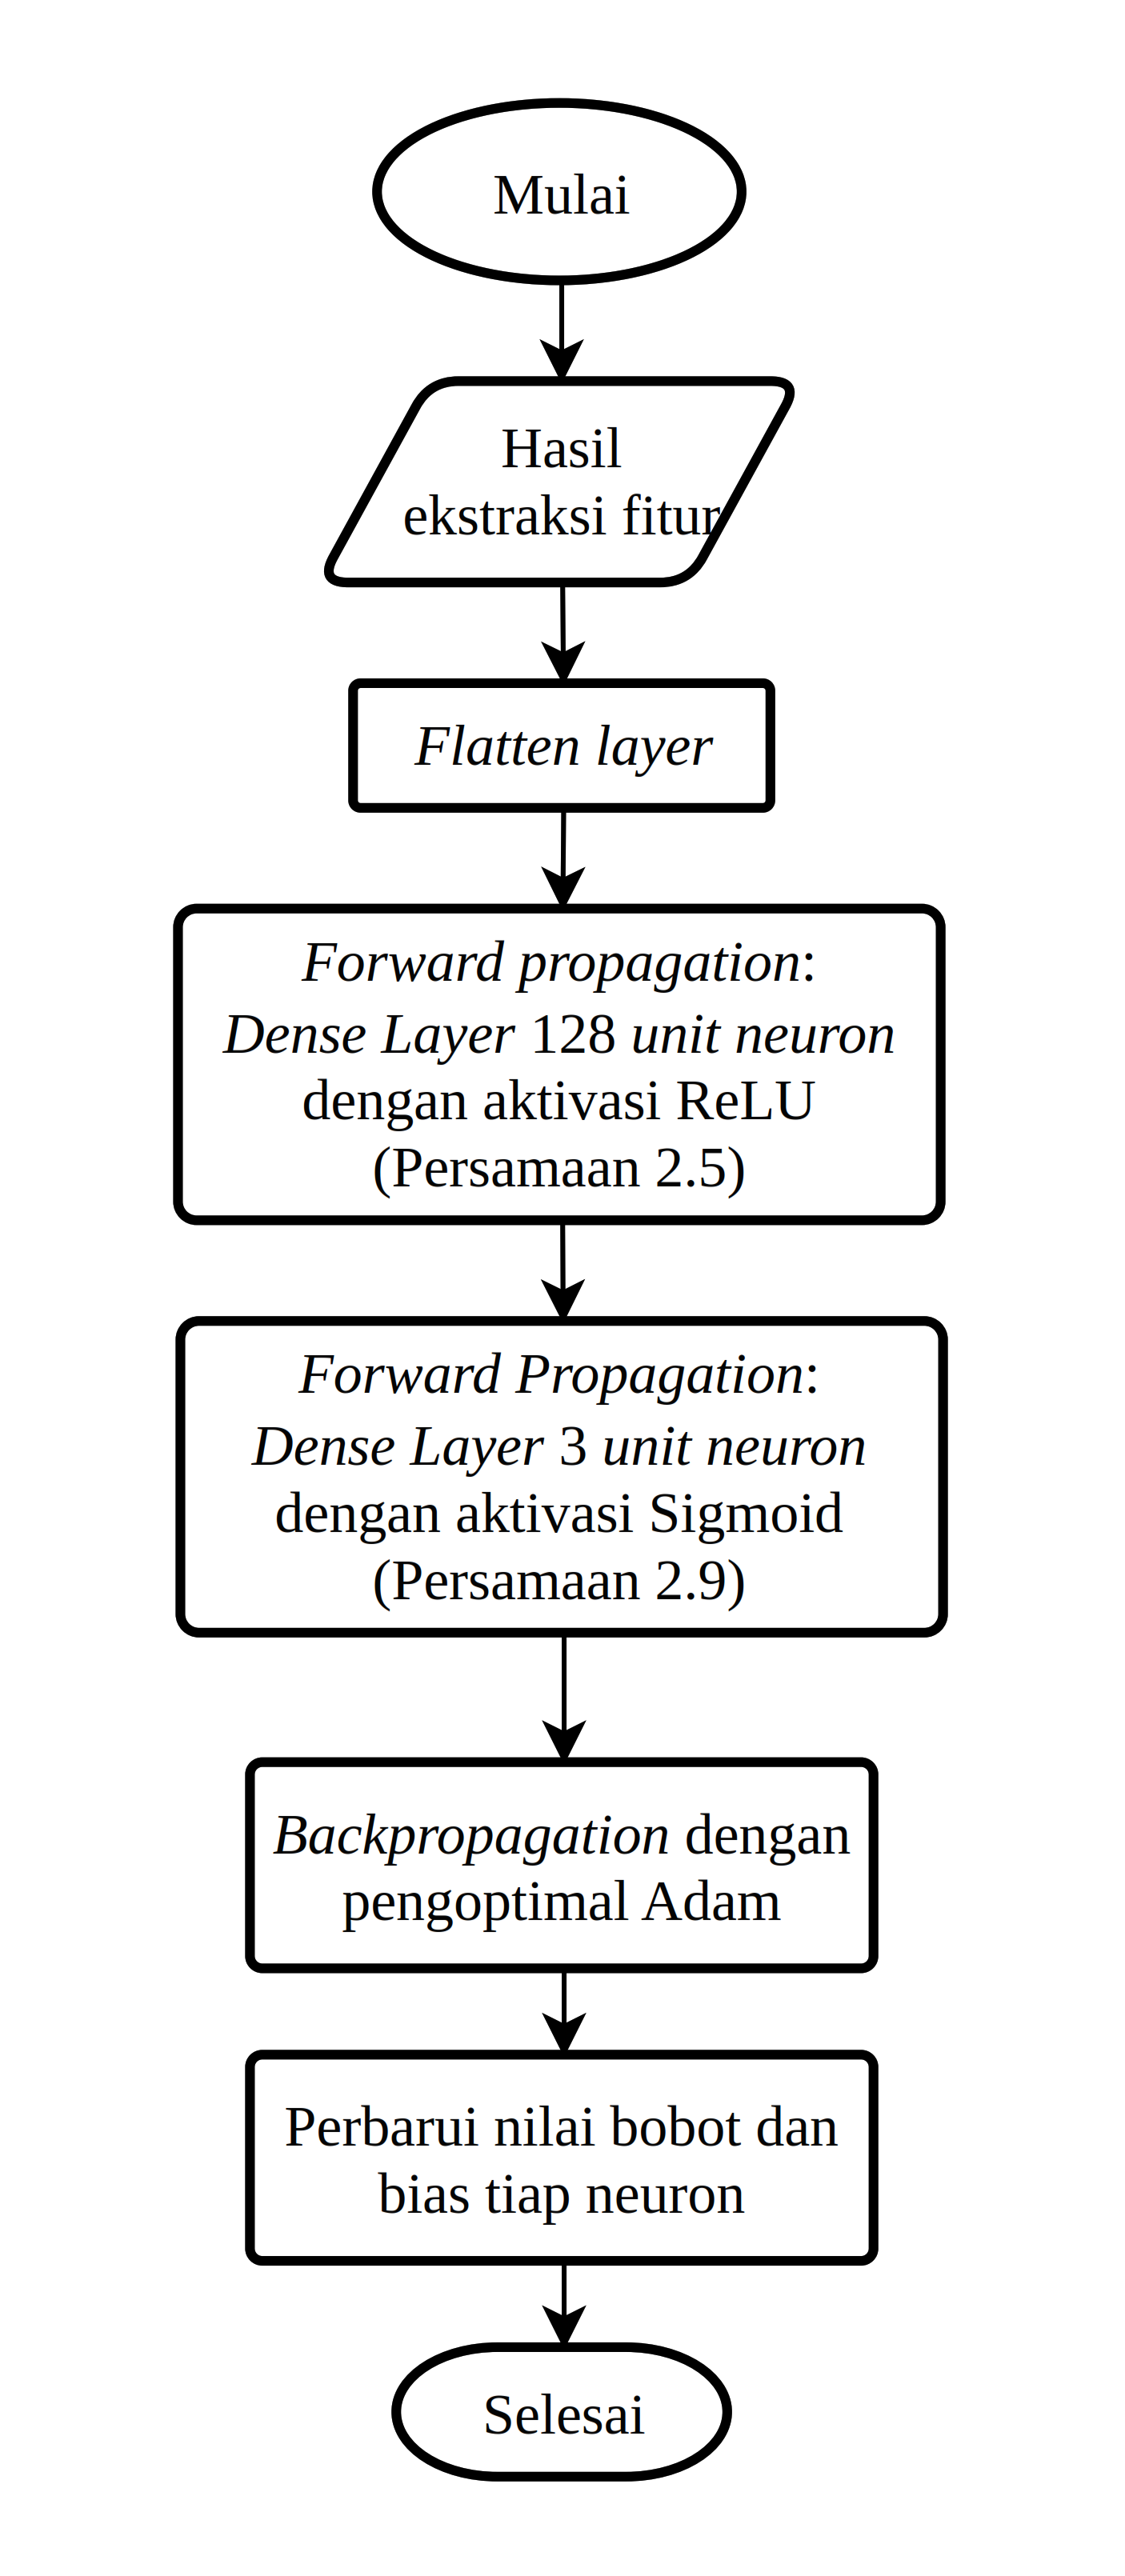 Mulai
Hasil
ekstraksi fitur
Flatten layer
Forward propagation:
Dense Layer 128 unit neuron
dengan aktivasi ReLU
(Persamaan 2.5)
Forward Propagation:
Dense Layer 3 unit neuron
dengan aktivasi Sigmoid
(Persamaan 2.9)
Backpropagation dengan
pengoptimal Adam
Perbarui nilai bobot dan
bias tiap neuron
Selesai